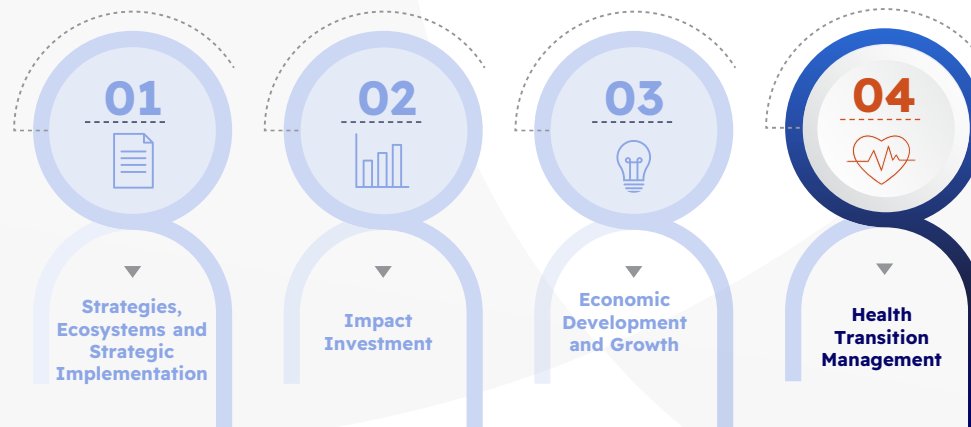 01
Strategies,
Ecosystems and
Strategic
Implementation
02
Impact
Investment
03
Economic
Development
and Growth
04
Health
Transition
Management